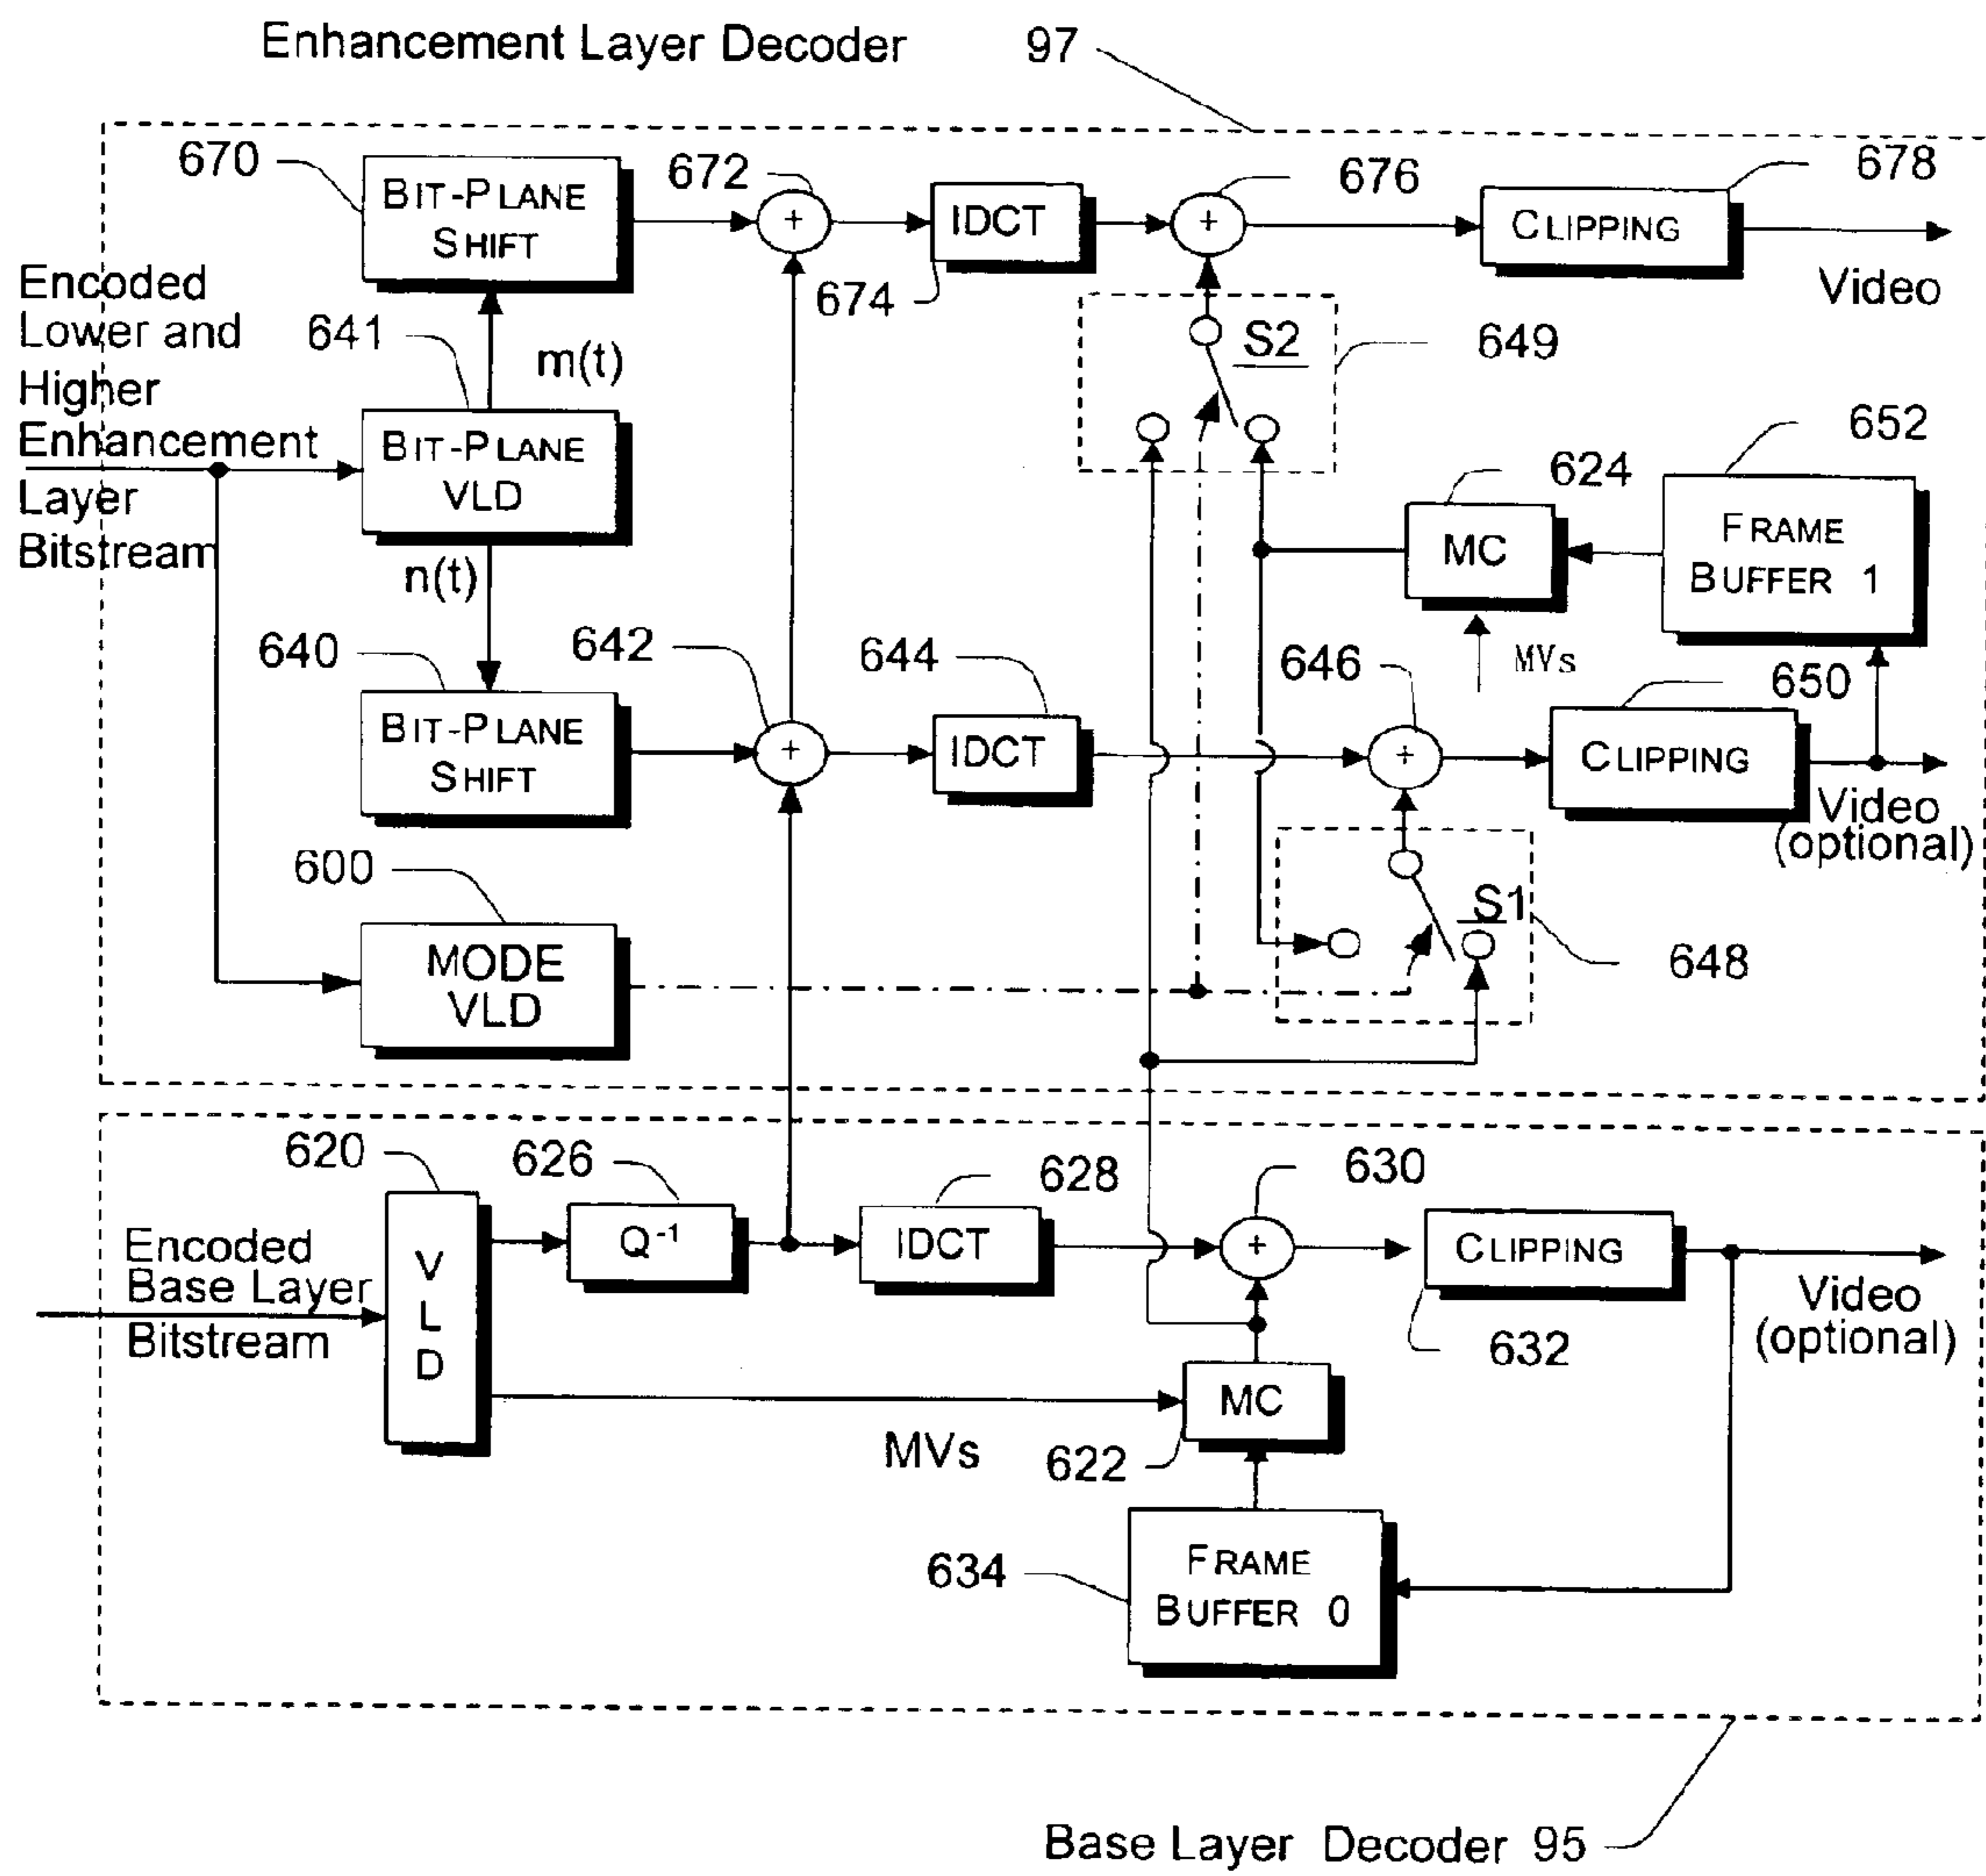 Enhancement Layer Decoder 97
670
BIT-PLANE
SHIFT
672
+
IDCT
674
+
676
CLIPPING
678
Video
Encoded
Lower and
Higher
Enhancement
Layer
Bitstream
641
m(t)
BIT-PLANE
VLD
n(t)
S2
649
652
FRAME
BUFFER 1
624
MC
MVs
640
BIT-PLANE
SHIFT
642
+
644
IDCT
646
+
650
CLIPPING
Video
(optional)
600
MODE
VLD
S1
648
620
V
L
D
626
Q-1
628
IDCT
630
+
CLIPPING
632
Video
(optional)
Encoded
Base Layer
Bitstream
MVs
MC
622
634
FRAME
BUFFER 0
Base Layer Decoder 95